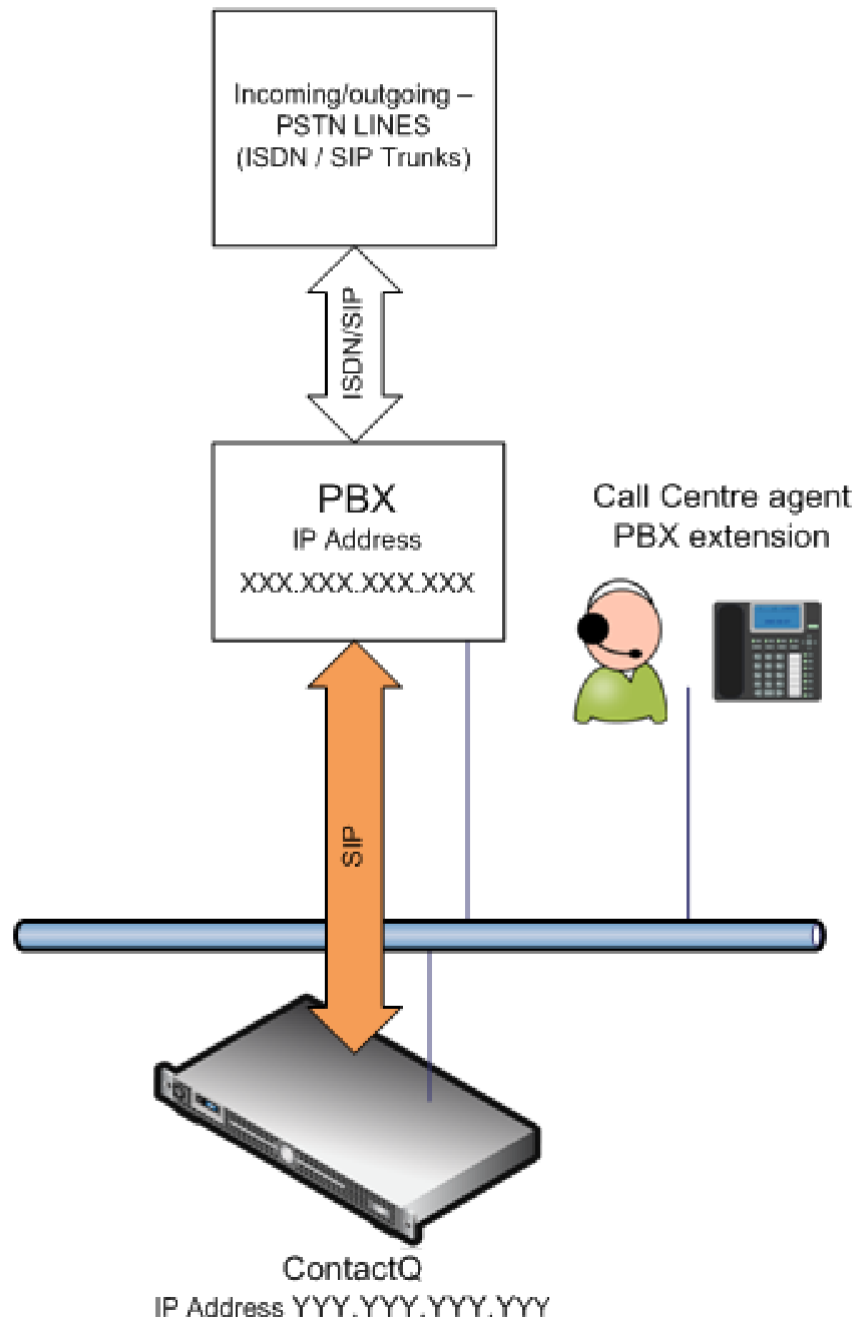 Incoming/outgoing –
PSTN LINES
(ISDN / SIP Trunks)
ISDN/SIP
PBX
IP Address
XXX.XXX.XXX.XXX
Call Centre agent
PBX extension
SIP
ContactQ
IP Address YYY.YYY.YYY.YYY